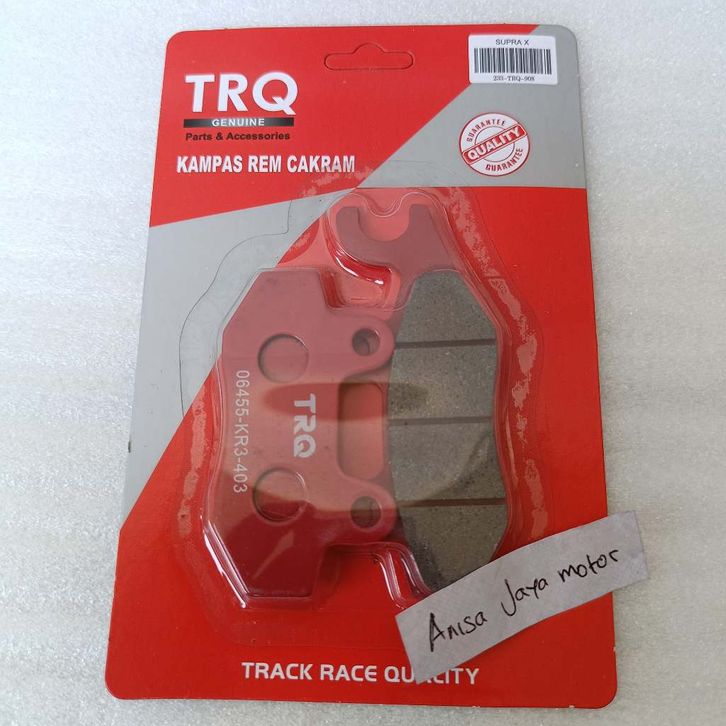 SUPRA X
233-TRQ-908
TRQ
GENUINE
Parts & Accessories
GUARANTEE
QUALITY
GUARANTEE
KAMPAS REM CAKRAM
06455-KR3-403
TRQ
Anisa Jaya motor
TRACK RACE QUALITY